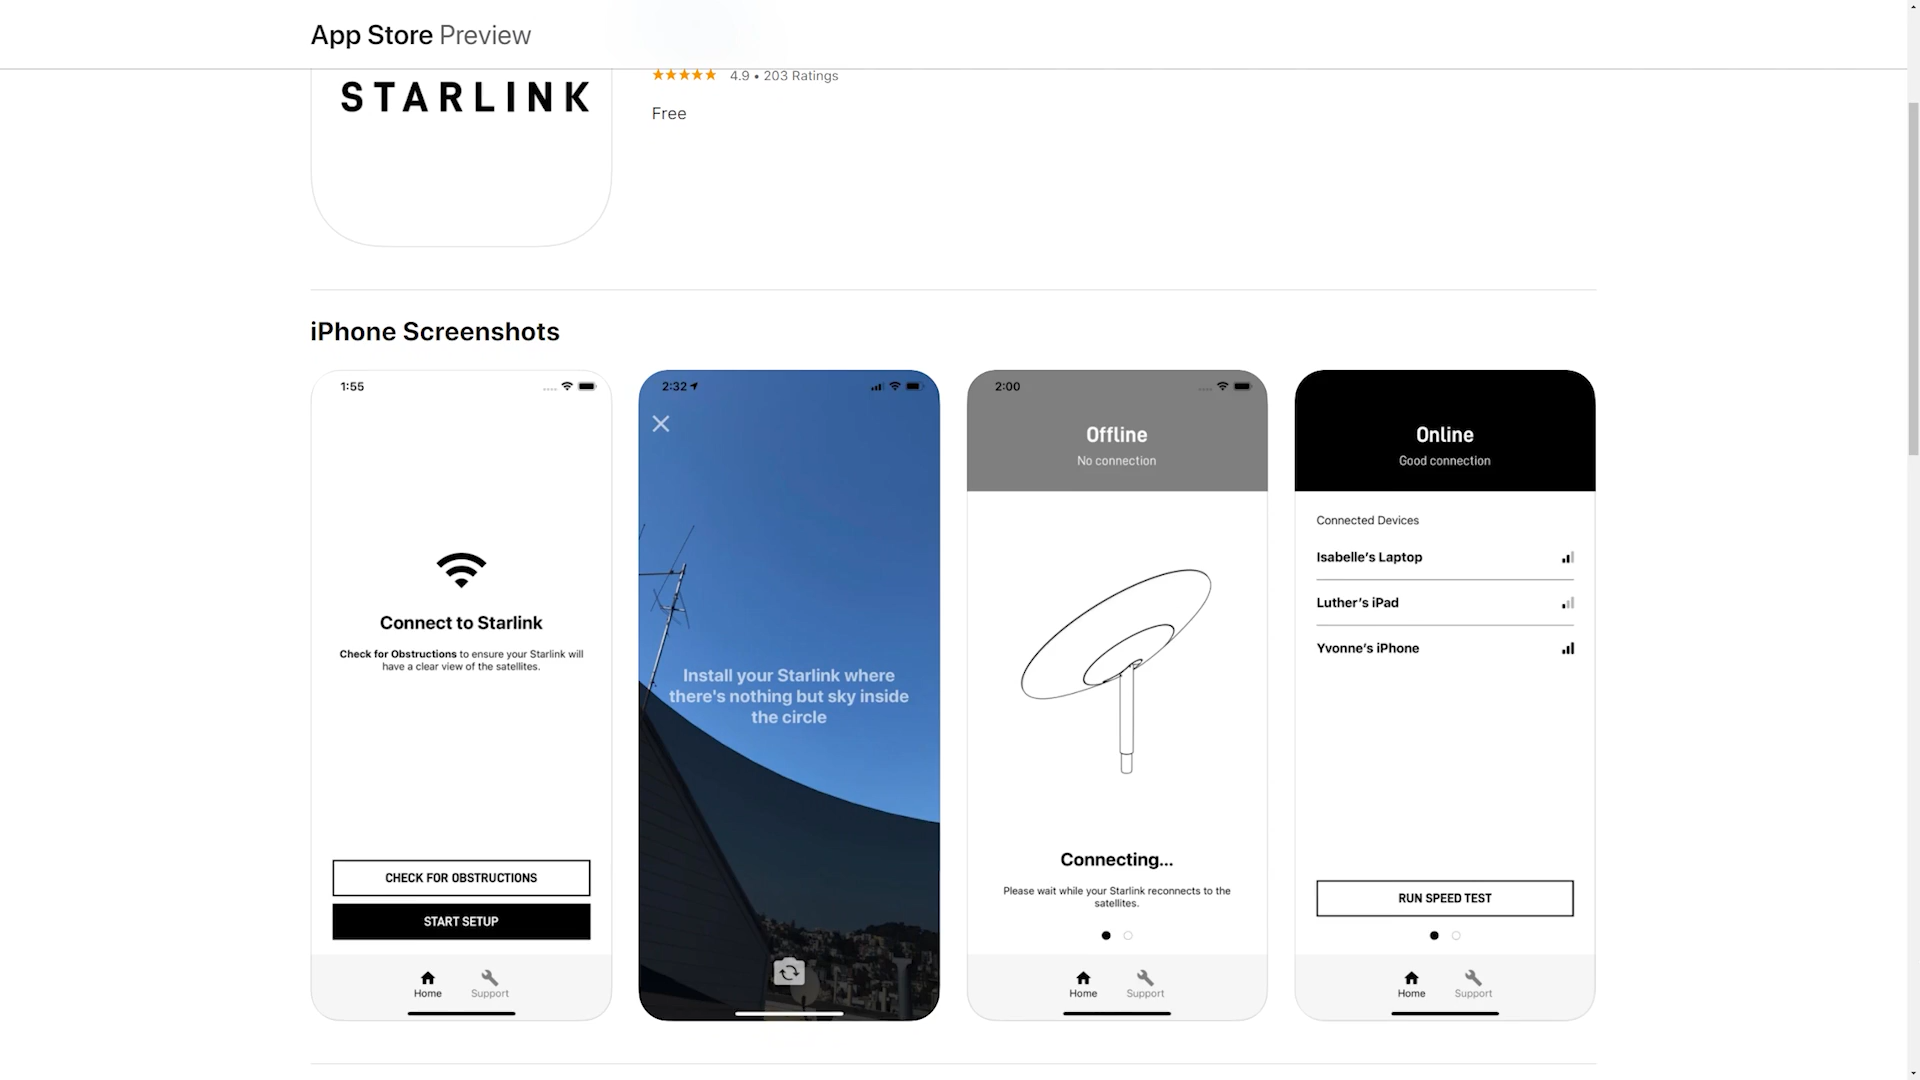 App Store Preview
STARLINK
4.9 • 203 Ratings
Free
iPhone Screenshots
1:55
Connect to Starlink
Check for Obstructions to ensure your Starlink will
have a clear view of the satellites.
CHECK FOR OBSTRUCTIONS
START SETUP
Home Support
2:32
Install your Starlink where
there's nothing but sky inside
the circle
2:00
Offline
No connection
Connecting...
Please wait while your Starlink reconnects to the
satellites.
Home Support
Online
Good connection
Connected Devices
Isabelle’s Laptop
Luther’s iPad
Yvonne’s iPhone
RUN SPEED TEST
Home Support